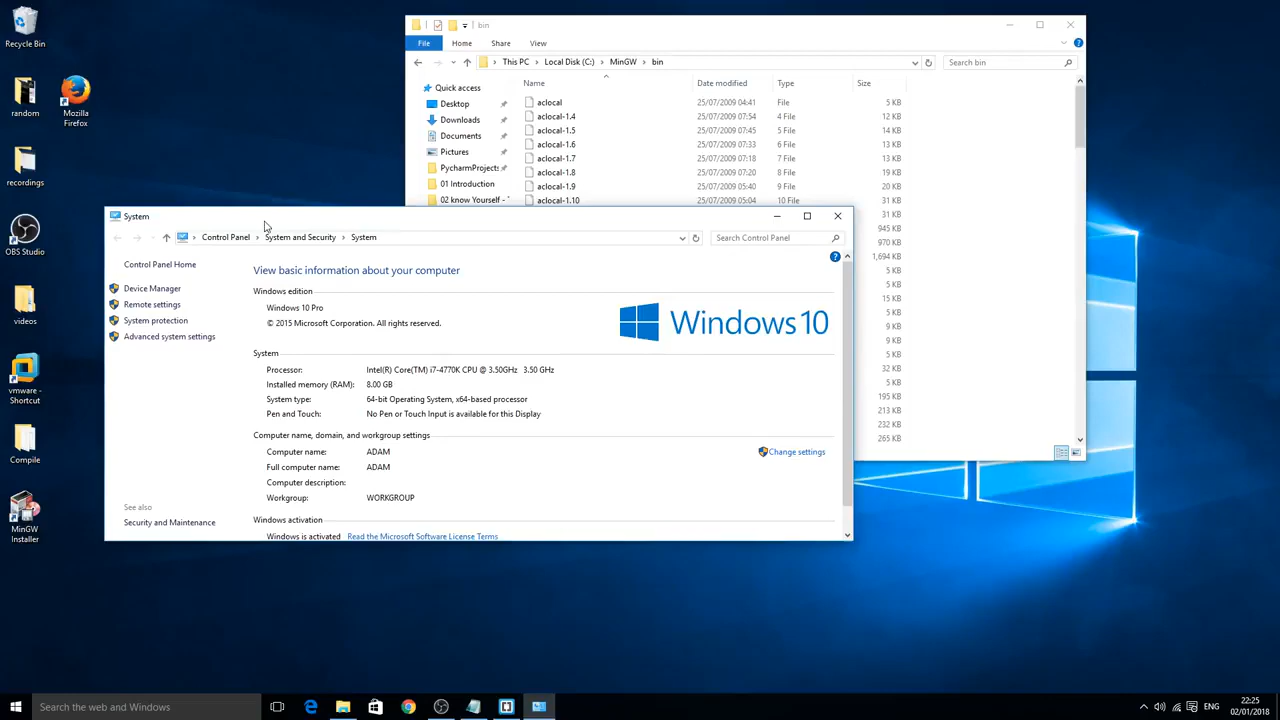 Recycle Bin
random
Mozilla
Firefox
recordings
OBS Studio
videos
vmware -
Shortcut
Compile
MinGW
Installer
bin
File Home Share View
This PC Local Disk (C:) MinGW bin
Search bin
Quick access
Desktop
Downloads
Documents
Pictures
PycharmProjects
01 Introduction
02 know Yourself -
Name Date modified Type Size
aclocal 25/07/2009 04:41 File 5 KB
aclocal-1.4 25/07/2009 07:54 4 File 12 KB
aclocal-1.5 25/07/2009 07:45 5 File 14 KB
aclocal-1.6 25/07/2009 07:33 6 File 13 KB
aclocal-1.7 25/07/2009 07:18 7 File 13 KB
aclocal-1.8 25/07/2009 07:20 8 File 19 KB
aclocal-1.9 25/07/2009 05:40 9 File 20 KB
aclocal-1.10 25/07/2009 05:04 10 File 31 KB
31 KB
945 KB
970 KB
1,694 KB
5 KB
5 KB
15 KB
5 KB
9 KB
9 KB
5 KB
32 KB
5 KB
195 KB
213 KB
232 KB
265 KB
System
Control Panel System and Security System
Search Control Panel
Control Panel Home
Device Manager
Remote settings
System protection
Advanced system settings
See also
Security and Maintenance
View basic information about your computer
Windows edition
Windows 10 Pro
© 2015 Microsoft Corporation. All rights reserved.
Windows 10
System
Processor: Intel(R) Core(TM) i7-4770K CPU @ 3.50GHz 3.50 GHz
Installed memory (RAM): 8.00 GB
System type: 64-bit Operating System, x64-based processor
Pen and Touch: No Pen or Touch Input is available for this Display
Computer name, domain, and workgroup settings
Computer name: ADAM
Change settings
Full computer name: ADAM
Computer description:
Workgroup: WORKGROUP
Windows activation
Windows is activated Read the Microsoft Software License Terms
Search the web and Windows
ENG
22:25
02/01/2018